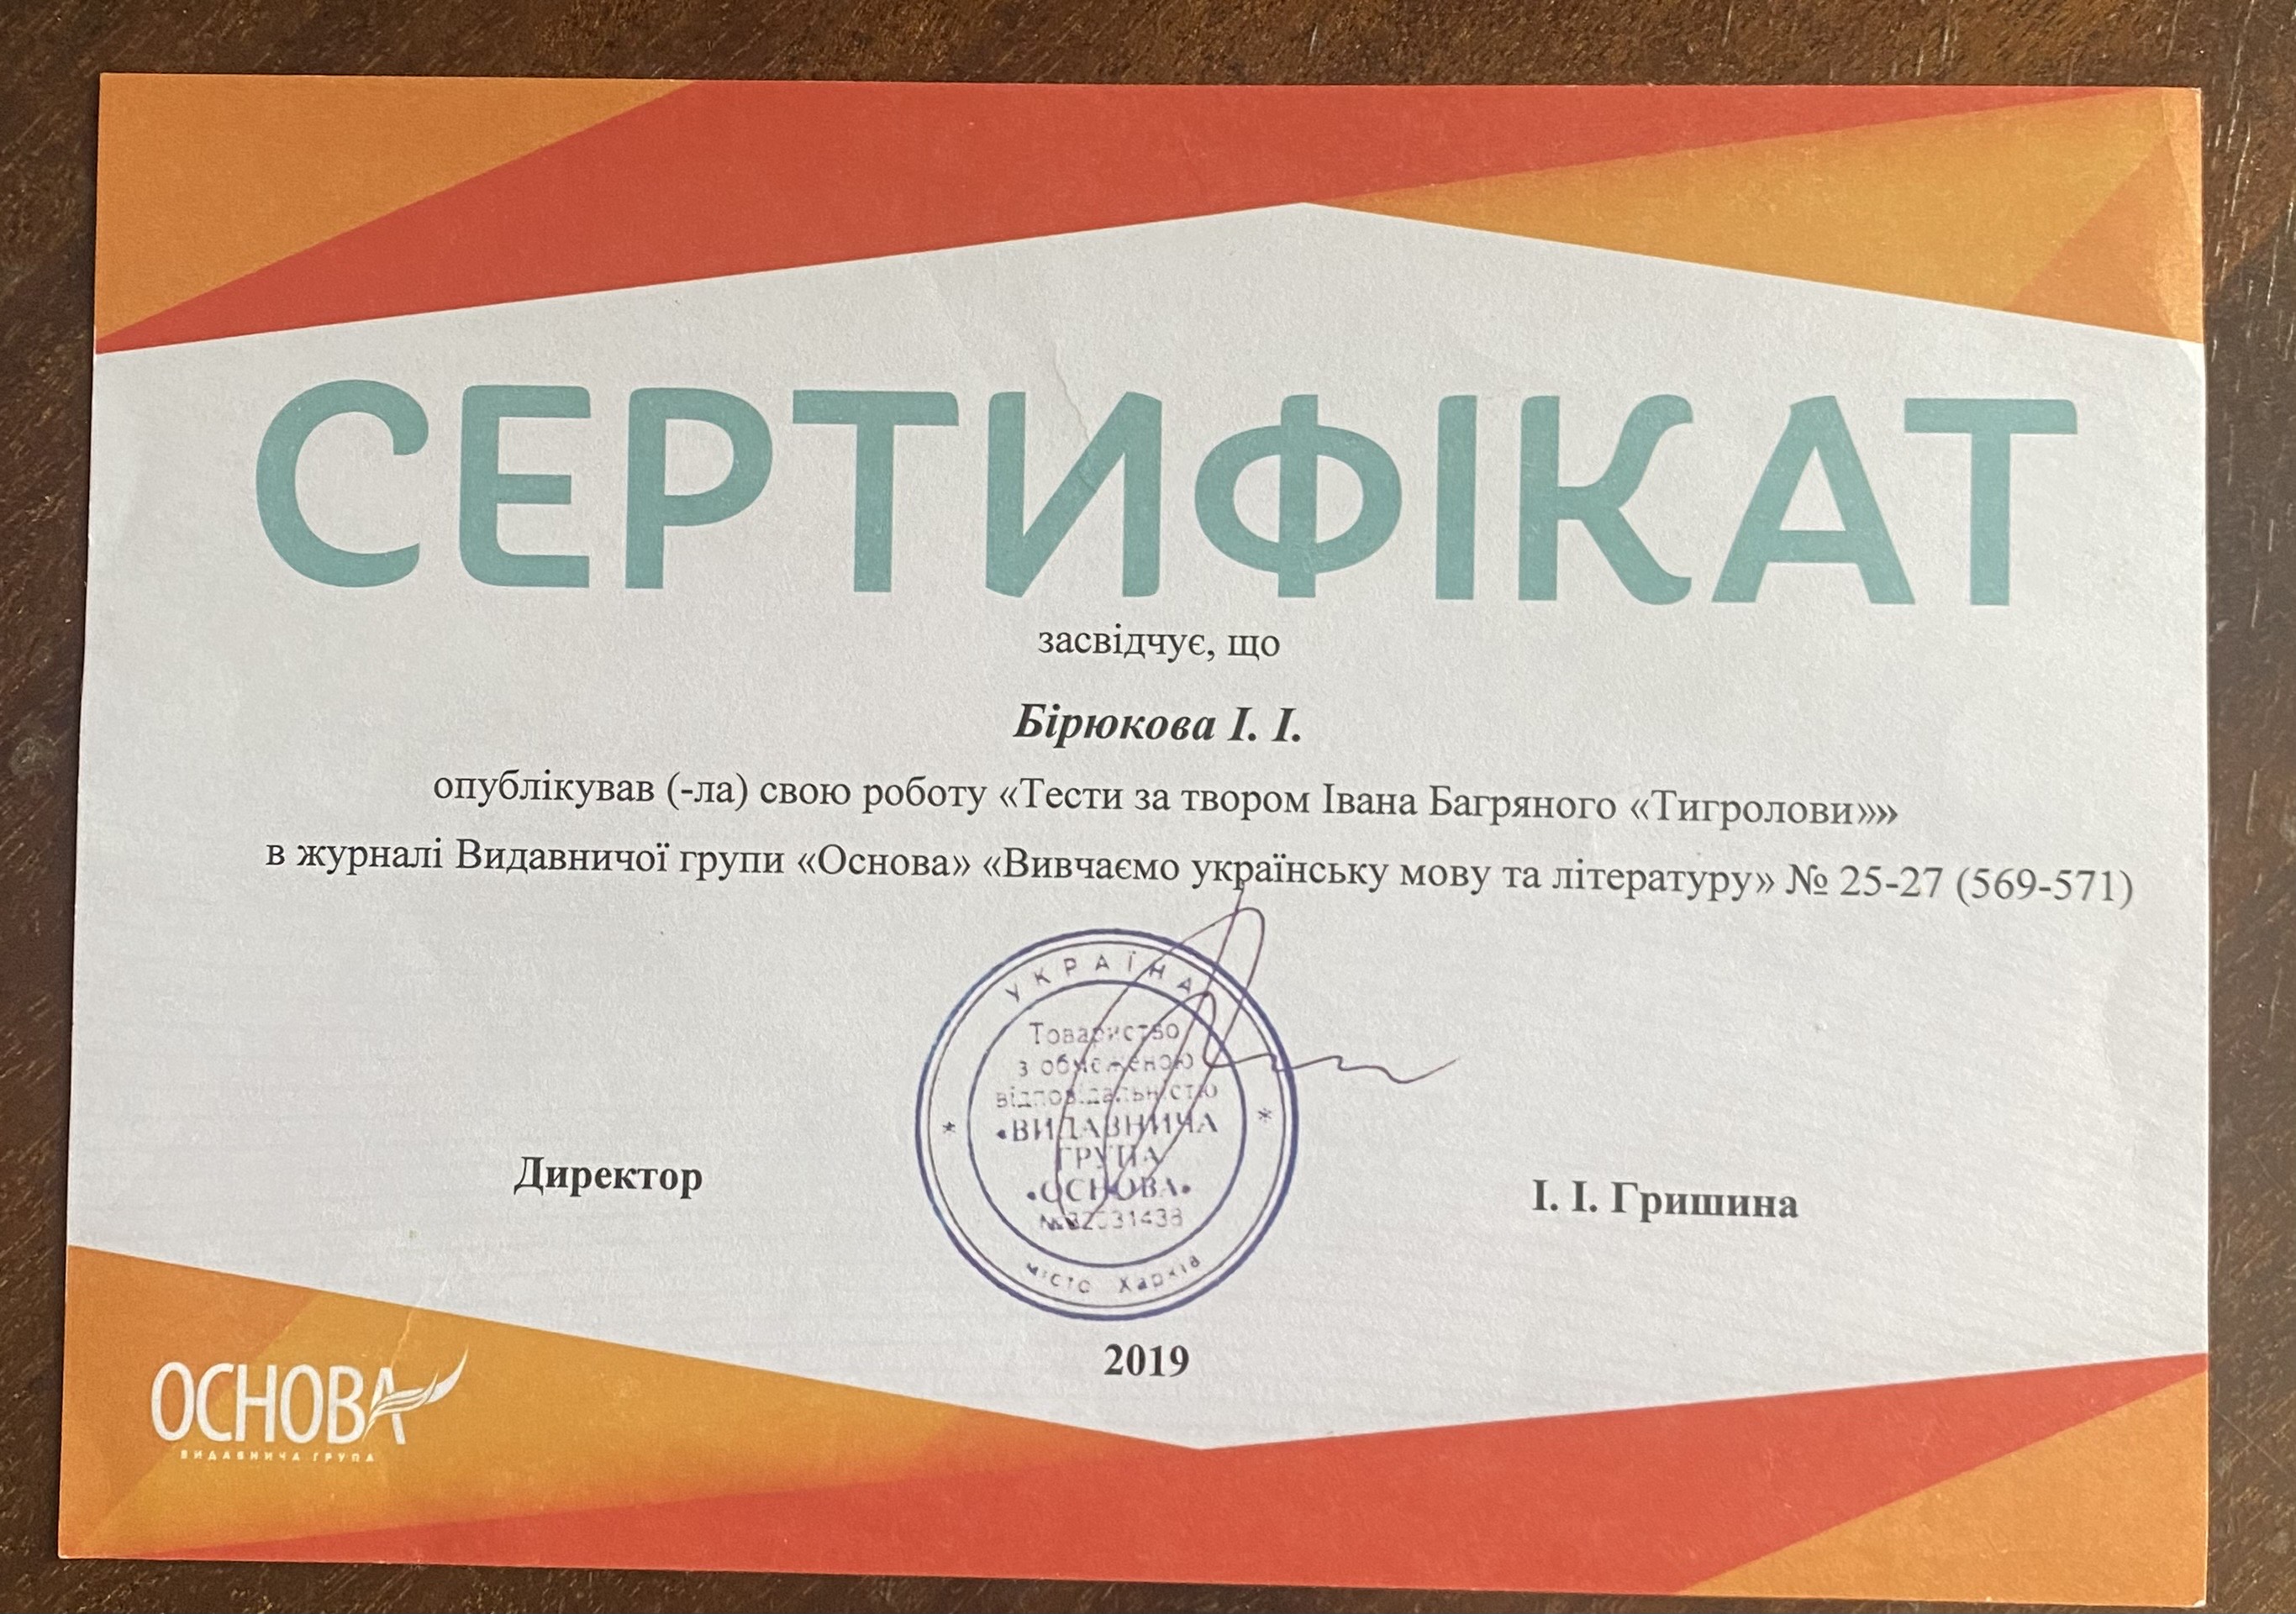 СЕРТИФІКАТ
засвідчує, що
Бірюкова І. І.
опублікував (-ла) свою роботу «Тести за твором Івана Багряного «Тигролови»»
в журналі Видавничої групи «Основа» «Вивчаємо українську мову та літературу» № 25-27 (569-571)
УКРАЇНА
Товариство
з обмеженою
відповідальністю
«ВИДАВНИЧА
ГРУПА
«ОСНОВА»
місто Харків
Директор
І. І. Гришина
2019
ОСНОВА
ВИДАВНИЧА ГРУПА